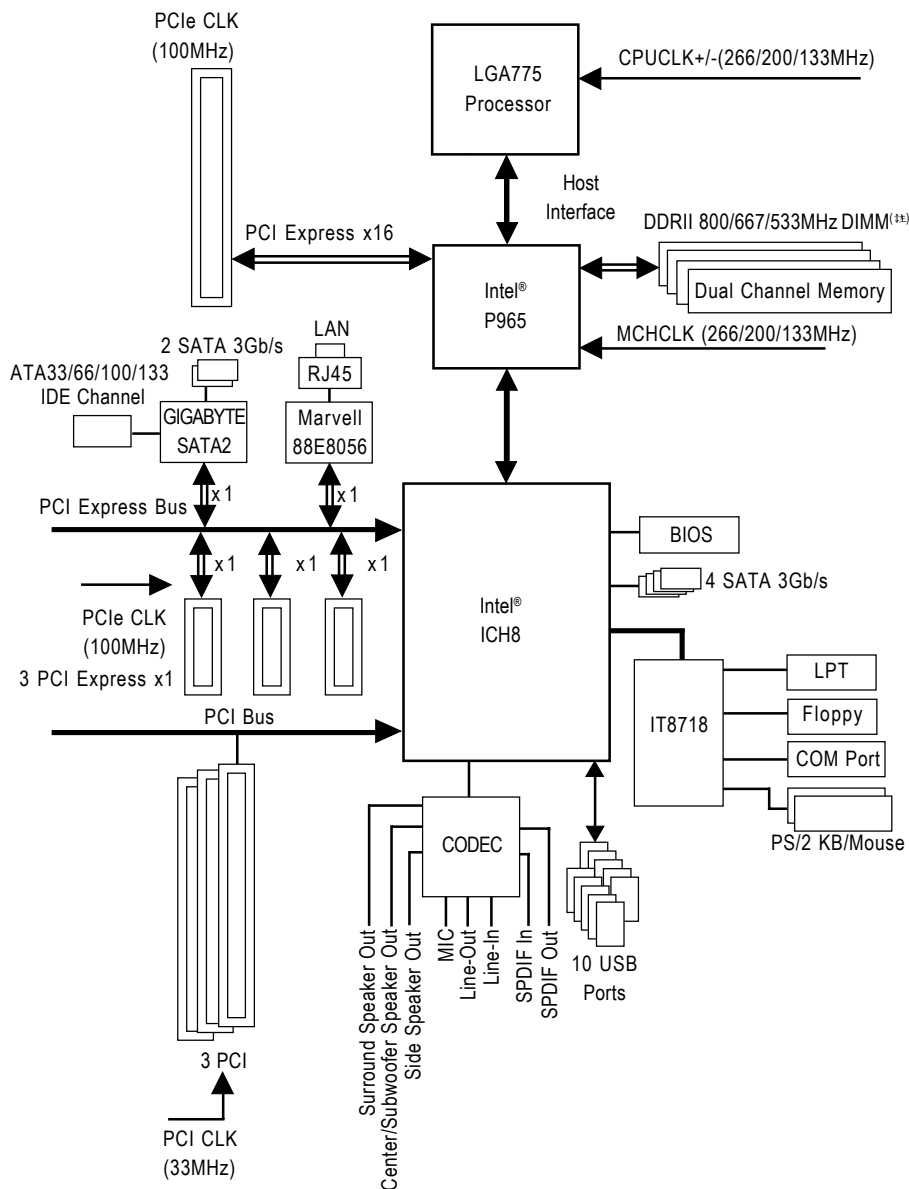 PCIe CLK
(100MHz)
LGA775
Processor
CPUCLK+/-(266/200/133MHz)
Host
Interface
PCI Express x16
DDRII 800/667/533MHz DIMM(註)
Dual Channel Memory
Intel®
P965
MCHCLK (266/200/133MHz)
LAN
RJ45
2 SATA 3Gb/s
ATA33/66/100/133
IDE Channel
GIGABYTE
SATA2
Marvell
88E8056
x1
x1
PCI Express Bus
x1
x1
x1
PCIe CLK
(100MHz)
3 PCI Express x1
Intel®
ICH8
BIOS
4 SATA 3Gb/s
IT8718
LPT
Floppy
COM Port
PS/2 KB/Mouse
PCI Bus
CODEC
Surround Speaker Out
Center/Subwoofer Speaker Out
Side Speaker Out
MIC
Line-Out
Line-In
SPDIF In
SPDIF Out
10 USB
Ports
3 PCI
PCI CLK
(33MHz)